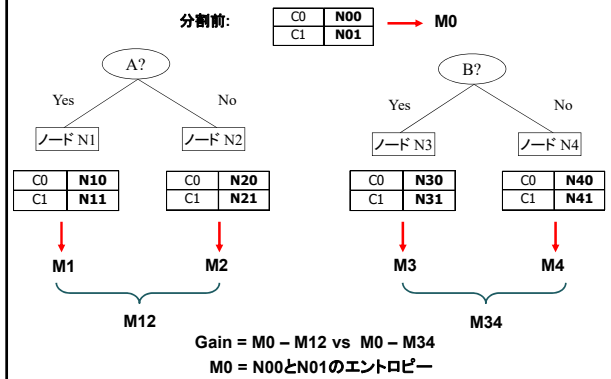 分割前:
C0 N00
C1 N01
M0
A?
B?
Yes No
Yes No
ノード N1
ノード N2
ノード N3
ノード N4
C0 N10
C1 N11
C0 N20
C1 N21
C0 N30
C1 N31
C0 N40
C1 N41
M1
M2
M3
M4
M12
M34
Gain = M0 – M12 vs M0 – M34
M0 = N00とN01のエントロピー